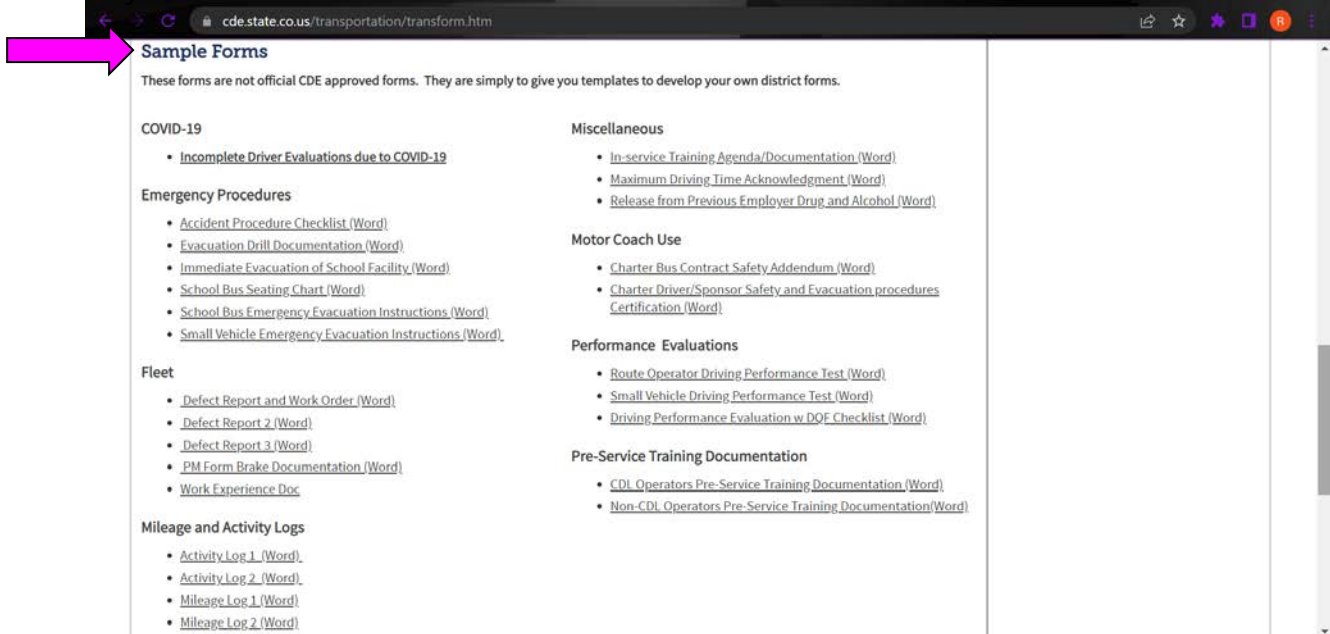 cde.state.co.us/transportation/transform.htm
R
Sample Forms
These forms are not official CDE approved forms. They are simply to give you templates to develop your own district forms.
COVID-19
• Incomplete Driver Evaluations due to COVID-19
Emergency Procedures
• Accident Procedure Checklist (Word)
• Evacuation Drill Documentation (Word)
• Immediate Evacuation of School Facility (Word)
• School Bus Seating Chart (Word)
• School Bus Emergency Evacuation Instructions (Word)
• Small Vehicle Emergency Evacuation Instructions (Word)
Fleet
• Defect Report and Work Order (Word)
• Defect Report 2 (Word)
• Defect Report 3 (Word)
• PM Form Brake Documentation (Word)
• Work Experience Doc
Mileage and Activity Logs
• Activity Log 1 (Word)
• Activity Log 2 (Word)
• Mileage Log 1 (Word)
• Mileage Log 2 (Word)
Miscellaneous
• In-service Training Agenda/Documentation (Word)
• Maximum Driving Time Acknowledgment (Word)
• Release from Previous Employer Drug and Alcohol (Word)
Motor Coach Use
• Charter Bus Contract Safety Addendum (Word)
• Charter Driver/Sponsor Safety and Evacuation procedures
Certification (Word)
Performance Evaluations
• Route Operator Driving Performance Test (Word)
• Small Vehicle Driving Performance Test (Word)
• Driving Performance Evaluation w DQF Checklist (Word)
Pre-Service Training Documentation
• CDL Operators Pre-Service Training Documentation (Word)
• Non-CDL Operators Pre-Service Training Documentation(Word)